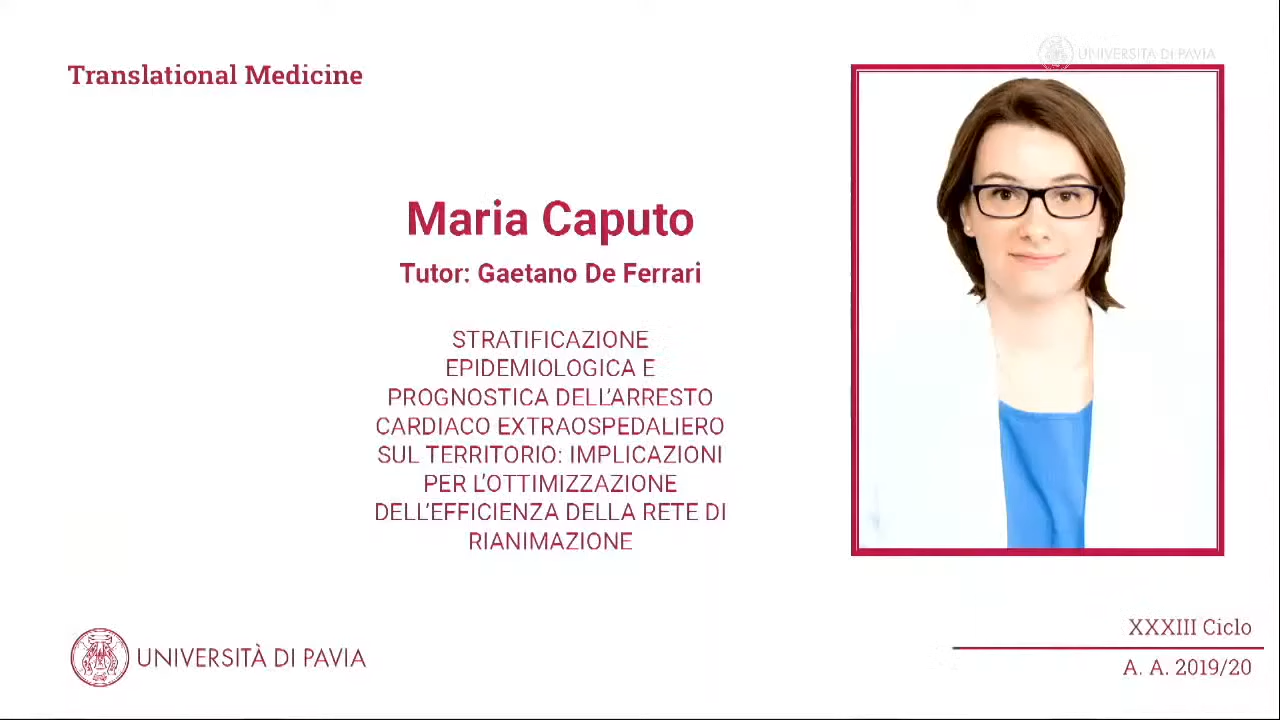 UNIVERSITÀ DI PAVIA
Translational Medicine
Maria Caputo
Tutor: Gaetano De Ferrari
STRATIFICAZIONE
EPIDEMIOLOGICA E
PROGNOSTICA DELL'ARRESTO
CARDIACO EXTRAOSPEDALIERO
SUL TERRITORIO: IMPLICAZIONI
PER L'OTTIMIZZAZIONE
DELL'EFFICIENZA DELLA RETE DI
RIANIMAZIONE
UNIVERSITÀ DI PAVIA
XXXIII Ciclo
A. A. 2019/20